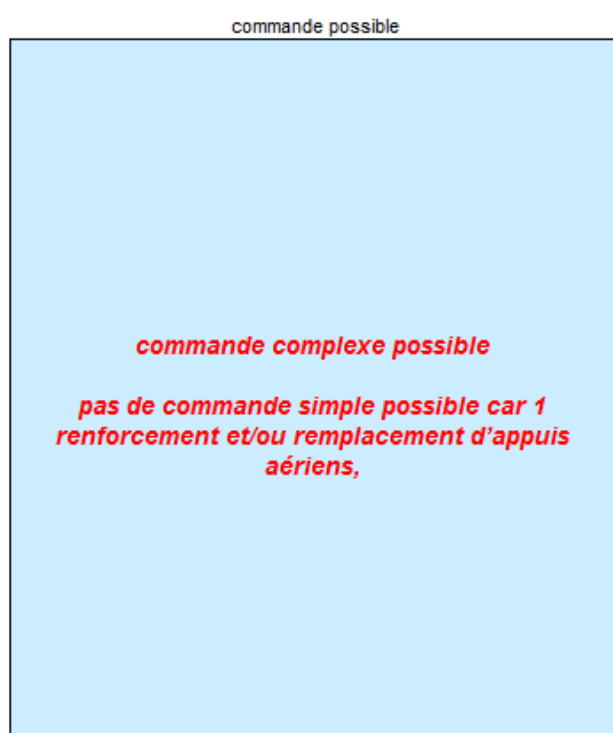 commande possible
commande complexe possible
pas de commande simple possible car 1
renforcement et/ou remplacement d’appuis
aériens,